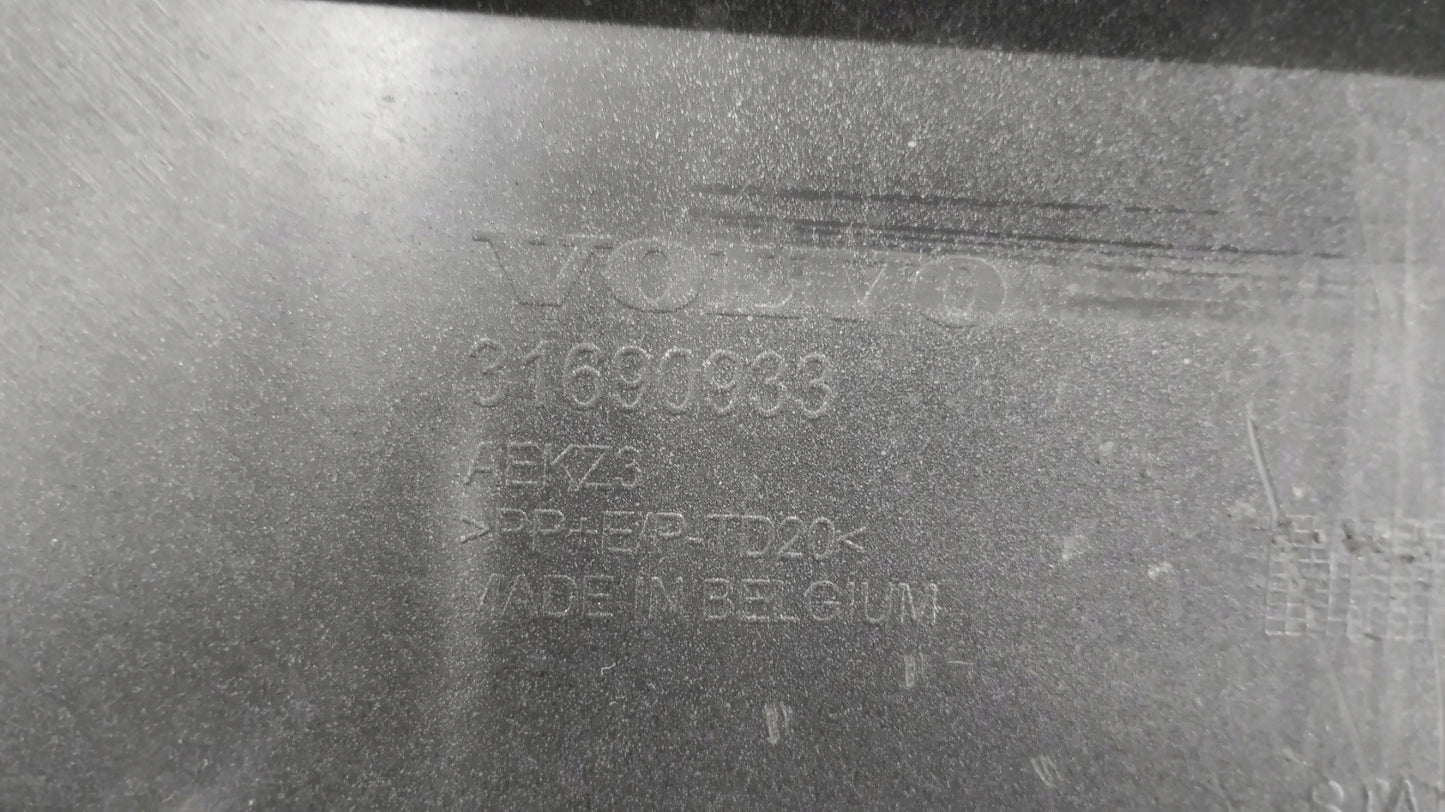 VOLVO
31690933
AEKZ3
>PP+E/P-TD20<
MADE IN BELGIUM